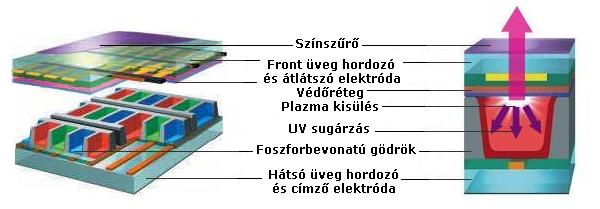 Színszűrő
Front üveg hordozó
és átlátszó elektróda
Védőréteg
Plazma kisülés
UV sugárzás
Foszforbevonatú gödrök
Hátsó üveg hordozó
és címző elektróda